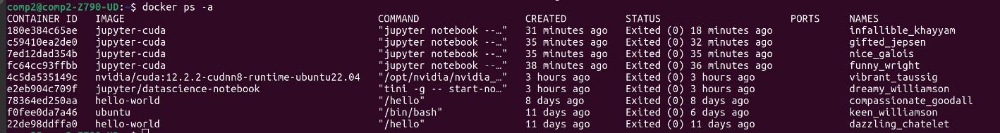 comp2@comp2-Z790-UD:~$ docker ps -a
CONTAINER ID   IMAGE                                        COMMAND                  CREATED          STATUS                      PORTS     NAMES
180e384c65ae   jupyter-cuda                                 "jupyter notebook --…"   31 minutes ago   Exited (0) 18 minutes ago             infallible_khayyam
c59410ea2de0   jupyter-cuda                                 "jupyter notebook --…"   35 minutes ago   Exited (0) 32 minutes ago             gifted_jepsen
7ed12dad354b   jupyter-cuda                                 "jupyter notebook --…"   35 minutes ago   Exited (0) 35 minutes ago             nice_galois
fc64cc93ffbb   jupyter-cuda                                 "jupyter notebook --…"   38 minutes ago   Exited (0) 36 minutes ago             funny_wright
4c5da535149c   nvidia/cuda:12.2.2-cudnn8-runtime-ubuntu22.04   "/opt/nvidia/nvidia_…"   3 hours ago      Exited (0) 3 hours ago                vibrant_taussig
e2eb904c709f   jupyter/datascience-notebook                 "tini -g -- start-no…"   3 hours ago      Exited (0) 3 hours ago                dreamy_williamson
78364ed250aa   hello-world                                  "/hello"                 8 days ago       Exited (0) 8 days ago                 compassionate_goodall
f0fee0da7a46   ubuntu                                       "/bin/bash"              11 days ago      Exited (0) 6 days ago                 keen_williamson
22de98ddffa0   hello-world                                  "/hello"                 11 days ago      Exited (0) 11 days ago                dazzling_chatelet